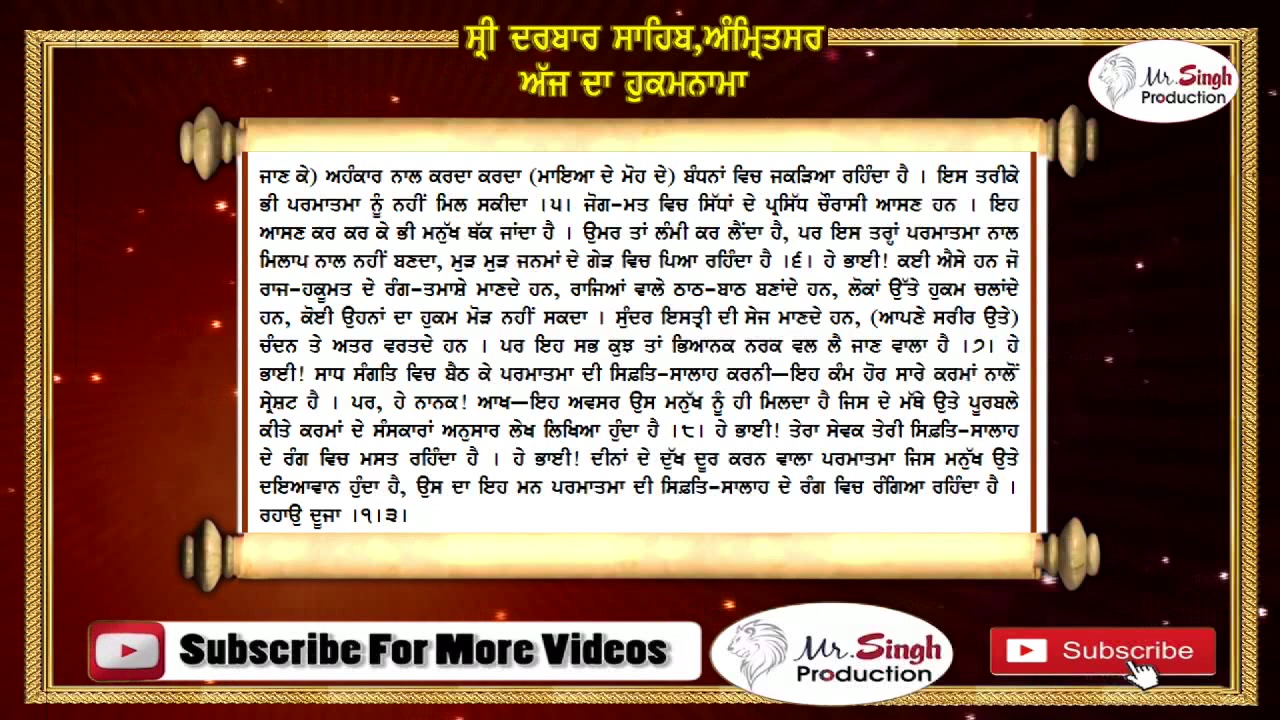 ਸ੍ਰੀ ਦਰਬਾਰ ਸਾਹਿਬ,ਅੰਮ੍ਰਿਤਸਰ
ਅੱਜ ਦਾ ਹੁਕਮਨਾਮਾ
Mr.Singh
Production
ਜਾਣ ਕੇ) ਅਹੰਕਾਰ ਨਾਲ ਕਰਦਾ ਕਰਦਾ (ਮਾਇਆ ਦੇ ਮੋਹ ਦੇ) ਬੰਧਨਾਂ ਵਿਚ ਜਕੜਿਆ ਰਹਿੰਦਾ ਹੈ । ਇਸ ਤਰੀਕੇ
ਭੀ ਪਰਮਾਤਮਾ ਨੂੰ ਨਹੀਂ ਮਿਲ ਸਕੀਦਾ ।੫। ਜੋਗ-ਮਤ ਵਿਚ ਸਿੱਧਾਂ ਦੇ ਪ੍ਰਸਿੱਧ ਚੌਰਾਸੀ ਆਸਣ ਹਨ । ਇਹ
ਆਸਣ ਕਰ ਕਰ ਕੇ ਭੀ ਮਨੁੱਖ ਥੱਕ ਜਾਂਦਾ ਹੈ । ਉਮਰ ਤਾਂ ਲੰਮੀ ਕਰ ਲੈਂਦਾ ਹੈ, ਪਰ ਇਸ ਤਰ੍ਹਾਂ ਪਰਮਾਤਮਾ ਨਾਲ
ਮਿਲਾਪ ਨਾਲ ਨਹੀਂ ਬਣਦਾ, ਮੁੜ ਮੁੜ ਜਨਮਾਂ ਦੇ ਗੇੜ ਵਿਚ ਪਿਆ ਰਹਿੰਦਾ ਹੈ ।੬। ਹੇ ਭਾਈ! ਕਈ ਐਸੇ ਹਨ ਜੋ
ਰਾਜ-ਹਕੂਮਤ ਦੇ ਰੰਗ-ਤਮਾਸ਼ੇ ਮਾਣਦੇ ਹਨ, ਰਾਜਿਆਂ ਵਾਲੇ ਠਾਠ-ਬਾਠ ਬਣਾਂਦੇ ਹਨ, ਲੋਕਾਂ ਉੱਤੇ ਹੁਕਮ ਚਲਾਂਦੇ
ਹਨ, ਕੋਈ ਉਹਨਾਂ ਦਾ ਹੁਕਮ ਮੋੜ ਨਹੀਂ ਸਕਦਾ । ਸੁੰਦਰ ਇਸਤ੍ਰੀ ਦੀ ਸੇਜ ਮਾਣਦੇ ਹਨ, (ਆਪਣੇ ਸਰੀਰ ਉਤੇ)
ਚੰਦਨ ਤੇ ਅਤਰ ਵਰਤਦੇ ਹਨ । ਪਰ ਇਹ ਸਭ ਕੁਝ ਤਾਂ ਭਿਆਨਕ ਨਰਕ ਵਲ ਲੈ ਜਾਣ ਵਾਲਾ ਹੈ ।੭। ਹੇ
ਭਾਈ! ਸਾਧ ਸੰਗਤਿ ਵਿਚ ਬੈਠ ਕੇ ਪਰਮਾਤਮਾ ਦੀ ਸਿਫ਼ਤਿ-ਸਾਲਾਹ ਕਰਨੀ—ਇਹ ਕੰਮ ਹੋਰ ਸਾਰੇ ਕਰਮਾਂ ਨਾਲੋਂ
ਸ੍ਰੇਸ਼ਟ ਹੈ । ਪਰ, ਹੇ ਨਾਨਕ! ਆਖ—ਇਹ ਅਵਸਰ ਉਸ ਮਨੁੱਖ ਨੂੰ ਹੀ ਮਿਲਦਾ ਹੈ ਜਿਸ ਦੇ ਮੱਥੇ ਉਤੇ ਪੂਰਬਲੇ
ਕੀਤੇ ਕਰਮਾਂ ਦੇ ਸੰਸਕਾਰਾਂ ਅਨੁਸਾਰ ਲੇਖ ਲਿਖਿਆ ਹੁੰਦਾ ਹੈ ।੮। ਹੇ ਭਾਈ! ਤੇਰਾ ਸੇਵਕ ਤੇਰੀ ਸਿਫ਼ਤਿ-ਸਾਲਾਹ
ਦੇ ਰੰਗ ਵਿਚ ਮਸਤ ਰਹਿੰਦਾ ਹੈ । ਹੇ ਭਾਈ! ਦੀਨਾਂ ਦੇ ਦੁੱਖ ਦੂਰ ਕਰਨ ਵਾਲਾ ਪਰਮਾਤਮਾ ਜਿਸ ਮਨੁੱਖ ਉਤੇ
ਦਇਆਵਾਨ ਹੁੰਦਾ ਹੈ, ਉਸ ਦਾ ਇਹ ਮਨ ਪਰਮਾਤਮਾ ਦੀ ਸਿਫ਼ਤਿ-ਸਾਲਾਹ ਦੇ ਰੰਗ ਵਿਚ ਰੰਗਿਆ ਰਹਿੰਦਾ ਹੈ ।
ਰਹਾਉ ਦੂਜਾ ।੧।੩।
Subscribe For More Videos
Mr.Singh
Production
Subscribe